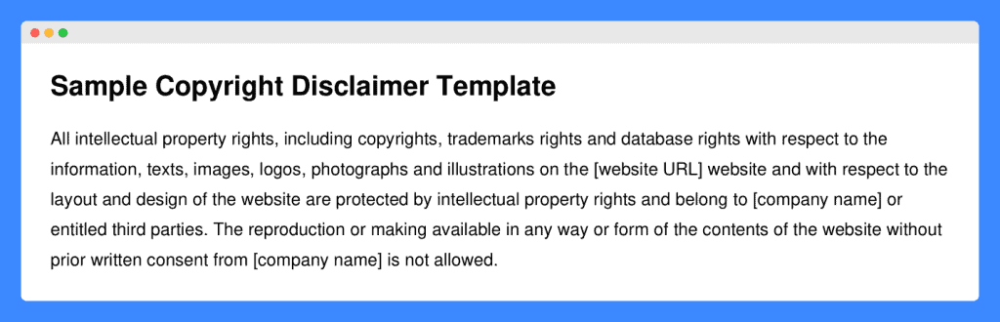 Sample Copyright Disclaimer Template
All intellectual property rights, including copyrights, trademarks rights and database rights with respect to the
information, texts, images, logos, photographs and illustrations on the [website URL] website and with respect to the
layout and design of the website are protected by intellectual property rights and belong to [company name] or
entitled third parties. The reproduction or making available in any way or form of the contents of the website without
prior written consent from [company name] is not allowed.